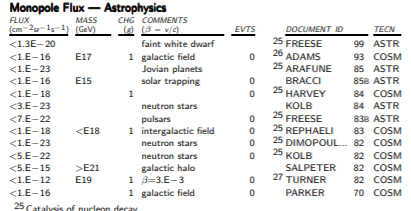 Monopole Flux — Astrophysics
FLUX MASS CHG COMMENTS
(cm−2sr−1s−1) (GeV) (g) (β = v/c) EVTS DOCUMENT ID TECN
<1.3E−20 faint white dwarf 0 25 FREESE 99 ASTR
<1.E−16 E17 1 galactic field 0 26 ADAMS 93 COSM
<1.E−23 Jovian planets 25 ARAFUNE 85 ASTR
<1.E−16 E15 solar trapping 0 BRACCI 85B ASTR
<1.E−18 1 0 25 HARVEY 84 COSM
<3.E−23 neutron stars KOLB 84 ASTR
<7.E−22 pulsars 0 25 FREESE 83B ASTR
<1.E−18 <E18 1 intergalactic field 0 25 REPHAELI 83 COSM
<1.E−23 neutron stars 0 25 DIMOPOUL... 82 COSM
<5.E−22 neutron stars 0 25 KOLB 82 COSM
<5.E−15 >E21 galactic halo SALPETER 82 COSM
<1.E−12 E19 1 β=3.E−3 0 27 TURNER 82 COSM
<1.E−16 1 galactic field 0 PARKER 70 COSM
25 Catalysis of nucleon decay